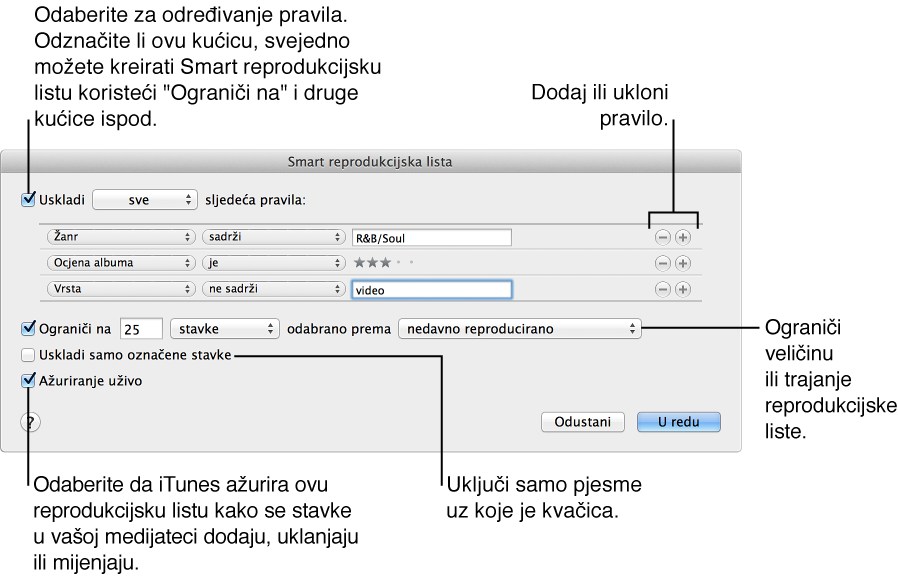 Odaberite za određivanje pravila.
Odznačite li ovu kućicu, svejedno
možete kreirati Smart reprodukcijsku
listu koristeći "Ograniči na" i druge
kućice ispod.
Dodaj ili ukloni
pravilo.
Smart reprodukcijska lista
Uskladi sve sljedeća pravila:
Žanr sadrži R&B/Soul
Ocjena albuma je ★★★
Vrsta ne sadrži video
Ograniči na 25 stavke odabrano prema nedavno reproducirano
Uskladi samo označene stavke
Ažuriranje uživo
? Odustani U redu
Ograniči
veličinu
ili trajanje
reprodukcijske
liste.
Odaberite da iTunes ažurira ovu
reprodukcijsku listu kako se stavke
u vašoj medijateci dodaju, uklanjaju
ili mijenjaju.
Uključi samo pjesme
uz koje je kvačica.